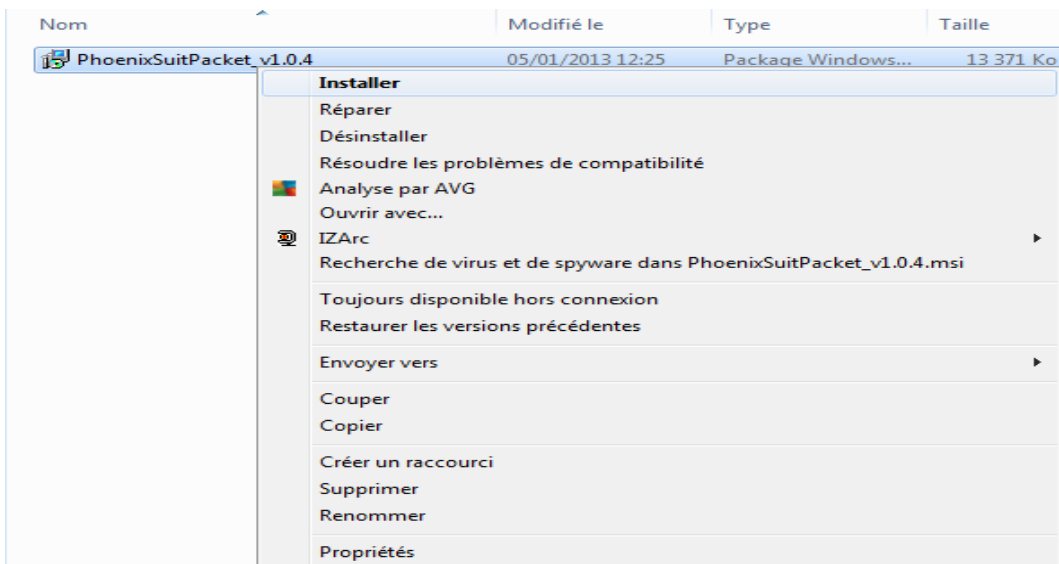 Nom Modifié le Type Taille
PhoenixSuitPacket_v1.0.4 05/01/2013 12:25 Package Windows... 13 371 Ko
Installer
Réparer
Désinstaller
Résoudre les problèmes de compatibilité
Analyse par AVG
Ouvrir avec...
IZArc
Recherche de virus et de spyware dans PhoenixSuitPacket_v1.0.4.msi
Toujours disponible hors connexion
Restaurer les versions précédentes
Envoyer vers
Couper
Copier
Créer un raccourci
Supprimer
Renommer
Propriétés